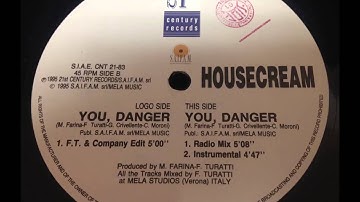 21
century
records
S.I.A.E. CNT 21-83
45 RPM SIDE B
℗1995 21st CENTURY RECORDS/S.A.I.F.A.M. srl
© 1995 S.A.I.F.A.M. srl/MELA MUSIC
S.A.I.F.A.M.
HOUSECREAM
LOGO SIDE
YOU, DANGER
(M. Farina-F. Turatti-G. Crivellente-C. Moroni)
Publ. S.A.I.F.A.M. srl/MELA MUSIC
1. F.T. & Company Edit 5'00"
THIS SIDE
YOU, DANGER
(M. Farina-F Turatti- G. Crivellente- C. Moroni)
Publ. S.A.I.F.A.M. srl/MELA MUSIC
1. Radio Mix 5'08"
2. Instrumental 4'47"
Produced by M. FARINA-F. TURATTI
All the Tracks Mixed by F. TURATTI
at MELA STUDIOS (Verona) ITALY